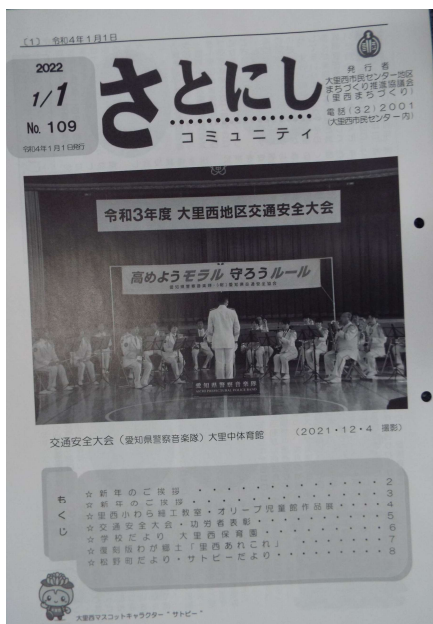 〔1〕 令和4年1月1日
2022
1/1
No. 109
令和4年1月1日発行
さとにし
コミュニティ
発行者
大里西市民センター地区
まちづくり推進協議会
(里西まちづくり)
電話(32)2001
(大里西市民センター内)
令和3年度 大里西地区交通安全大会
高めようモラル 守ろうルール
愛知県警察音楽隊
交通安全大会(愛知県警察音楽隊)大里中体育館
(2021・12・4 撮影)
もくじ
☆新年のご挨拶・・・・・・・・・・・・・2
☆新年のご挨拶・・・・・・・・・・・・・3
☆里西小わら細工教室・オリーブ児童館作品展・・・・4
☆交通安全大会・功労者表彰・・・・・・・・・5
☆学校だより 大里西保育園・・・・・・・・・6
☆復刻版わが郷土「里西あれこれ」・・・・・・・7
☆松野町だより・サトピーだより・・・・・・・・8
大里西マスコットキャラクター"サトピー"